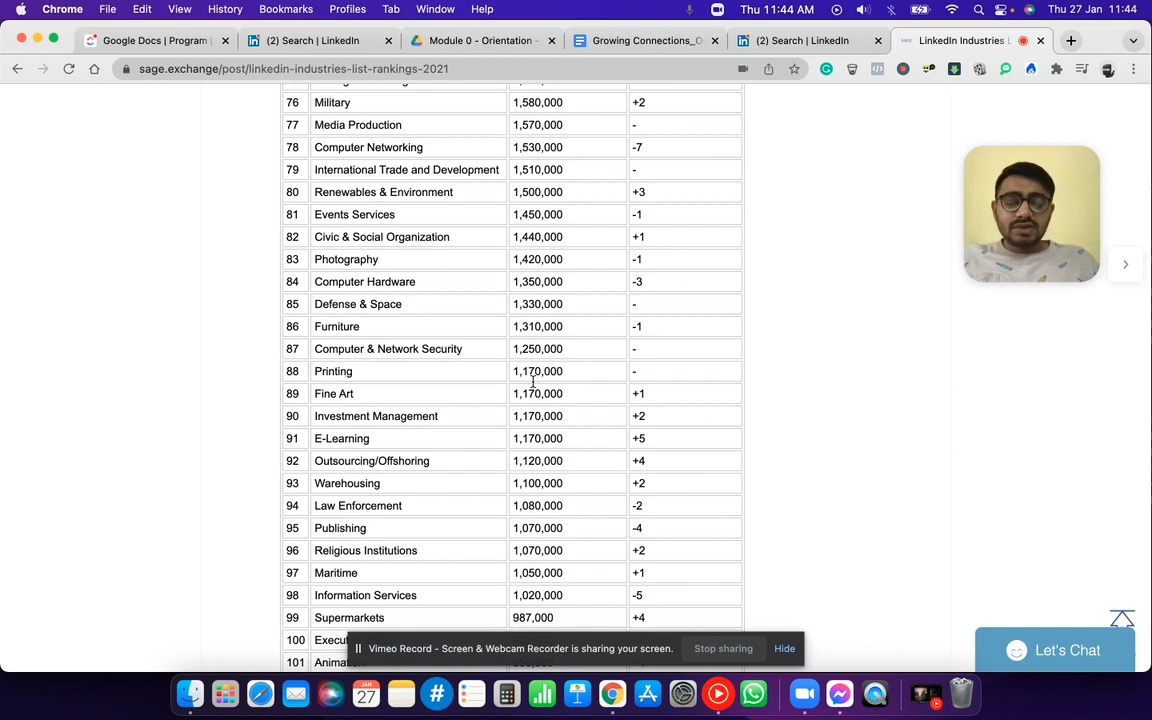 Chrome File Edit View History Bookmarks Profiles Tab Window Help Thu 11:44 AM Thu 27 Jan 11:44
Google Docs | Program | (2) Search | LinkedIn Module 0 - Orientation - Growing Connections_O (2) Search | LinkedIn LinkedIn Industries L
sage.exchange/post/linkedin-industries-list-rankings-2021
76 Military 1,580,000 +2
77 Media Production 1,570,000 -
78 Computer Networking 1,530,000 -7
79 International Trade and Development 1,510,000 -
80 Renewables & Environment 1,500,000 +3
81 Events Services 1,450,000 -1
82 Civic & Social Organization 1,440,000 +1
83 Photography 1,420,000 -1
84 Computer Hardware 1,350,000 -3
85 Defense & Space 1,330,000 -
86 Furniture 1,310,000 -1
87 Computer & Network Security 1,250,000 -
88 Printing 1,170,000 -
89 Fine Art 1,170,000 +1
90 Investment Management 1,170,000 +2
91 E-Learning 1,170,000 +5
92 Outsourcing/Offshoring 1,120,000 +4
93 Warehousing 1,100,000 +2
94 Law Enforcement 1,080,000 -2
95 Publishing 1,070,000 -4
96 Religious Institutions 1,070,000 +2
97 Maritime 1,050,000 +1
98 Information Services 1,020,000 -5
99 Supermarkets 987,000 +4
100 Execut
Vimeo Record - Screen & Webcam Recorder is sharing your screen. Stop sharing Hide
101 Animat
Let's Chat
JAN
27